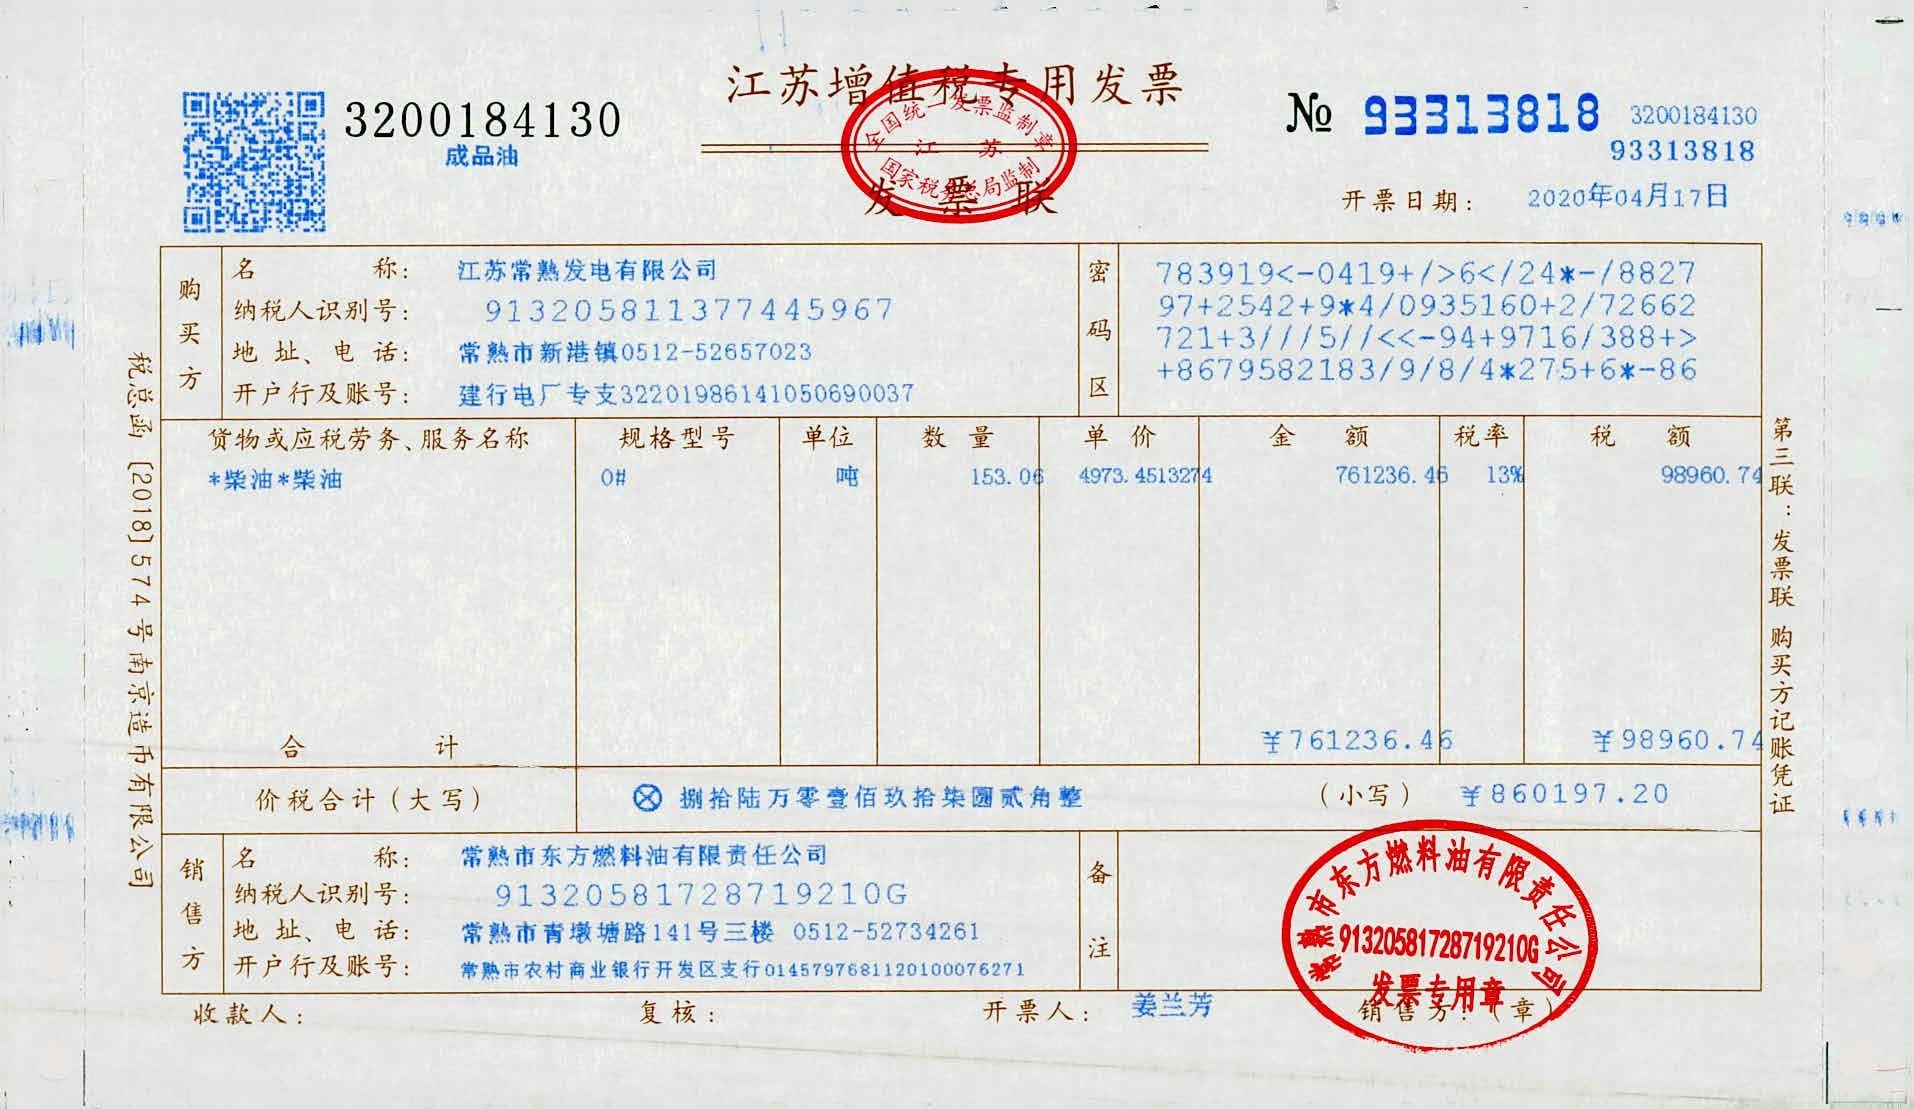 江苏增值税专用发票
3200184130
成品油
全国统一发票监制章
江 苏
国家税务总局监制
发票联
№ 93313818
3200184130
93313818
开票日期: 2020年04月17日
购买方
名 称: 江苏常熟发电有限公司
纳税人识别号: 913205811377445967
地 址、电 话: 常熟市新港镇0512-52657023
开户行及账号: 建行电厂专支32201986141050690037
密码区
783919<-0419+/>6</24*-/8827
97+2542+9*4/0935160+2/72662
721+3///5//<<-94+9716/388+>
+8679582183/9/8/4*275+6*-86
货物或应税劳务、服务名称 规格型号 单位 数 量 单 价 金 额 税率 税 额
*柴油*柴油 0# 吨 153.06 4973.4513274 761236.46 13% 98960.74
合 计 ¥761236.46 ¥98960.74
价税合计(大写) ⊗捌拾陆万零壹佰玖拾柒圆贰角整 (小写) ¥860197.20
销售方
名 称: 常熟市东方燃料油有限责任公司
纳税人识别号: 91320581728719210G
地 址、电 话: 常熟市青墩塘路141号三楼 0512-52734261
开户行及账号: 常熟市农村商业银行开发区支行0145797681120100076271
备注
常熟市东方燃料油有限责任公司
91320581728719210G
发票专用章
收款人: 复核: 开票人: 姜兰芳 销售方:(章)
税总函[2018]574号南京造币有限公司
第三联:发票联 购买方记账凭证